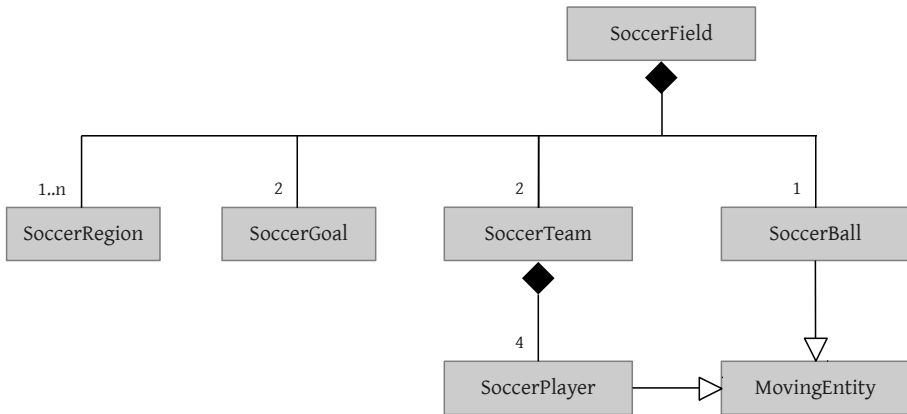 SoccerField
1..n
2
2
1
SoccerRegion
SoccerGoal
SoccerTeam
SoccerBall
4
SoccerPlayer
MovingEntity